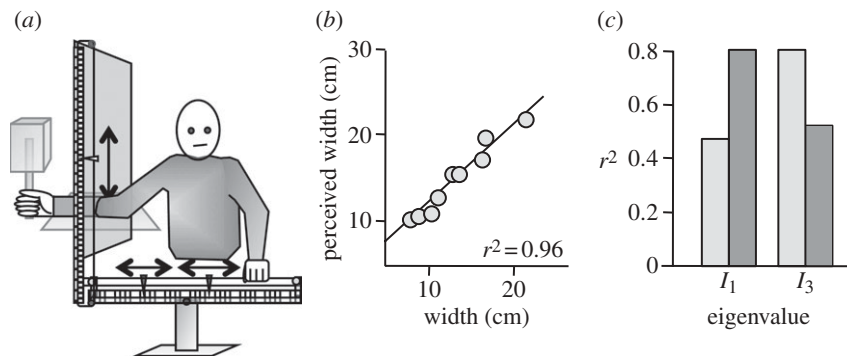 (a)
(b)
30
20
10
perceived width (cm)
r² = 0.96
10 20
width (cm)
(c)
0.8
0.6
r² 0.4
0.2
0
I₁ I₃
eigenvalue